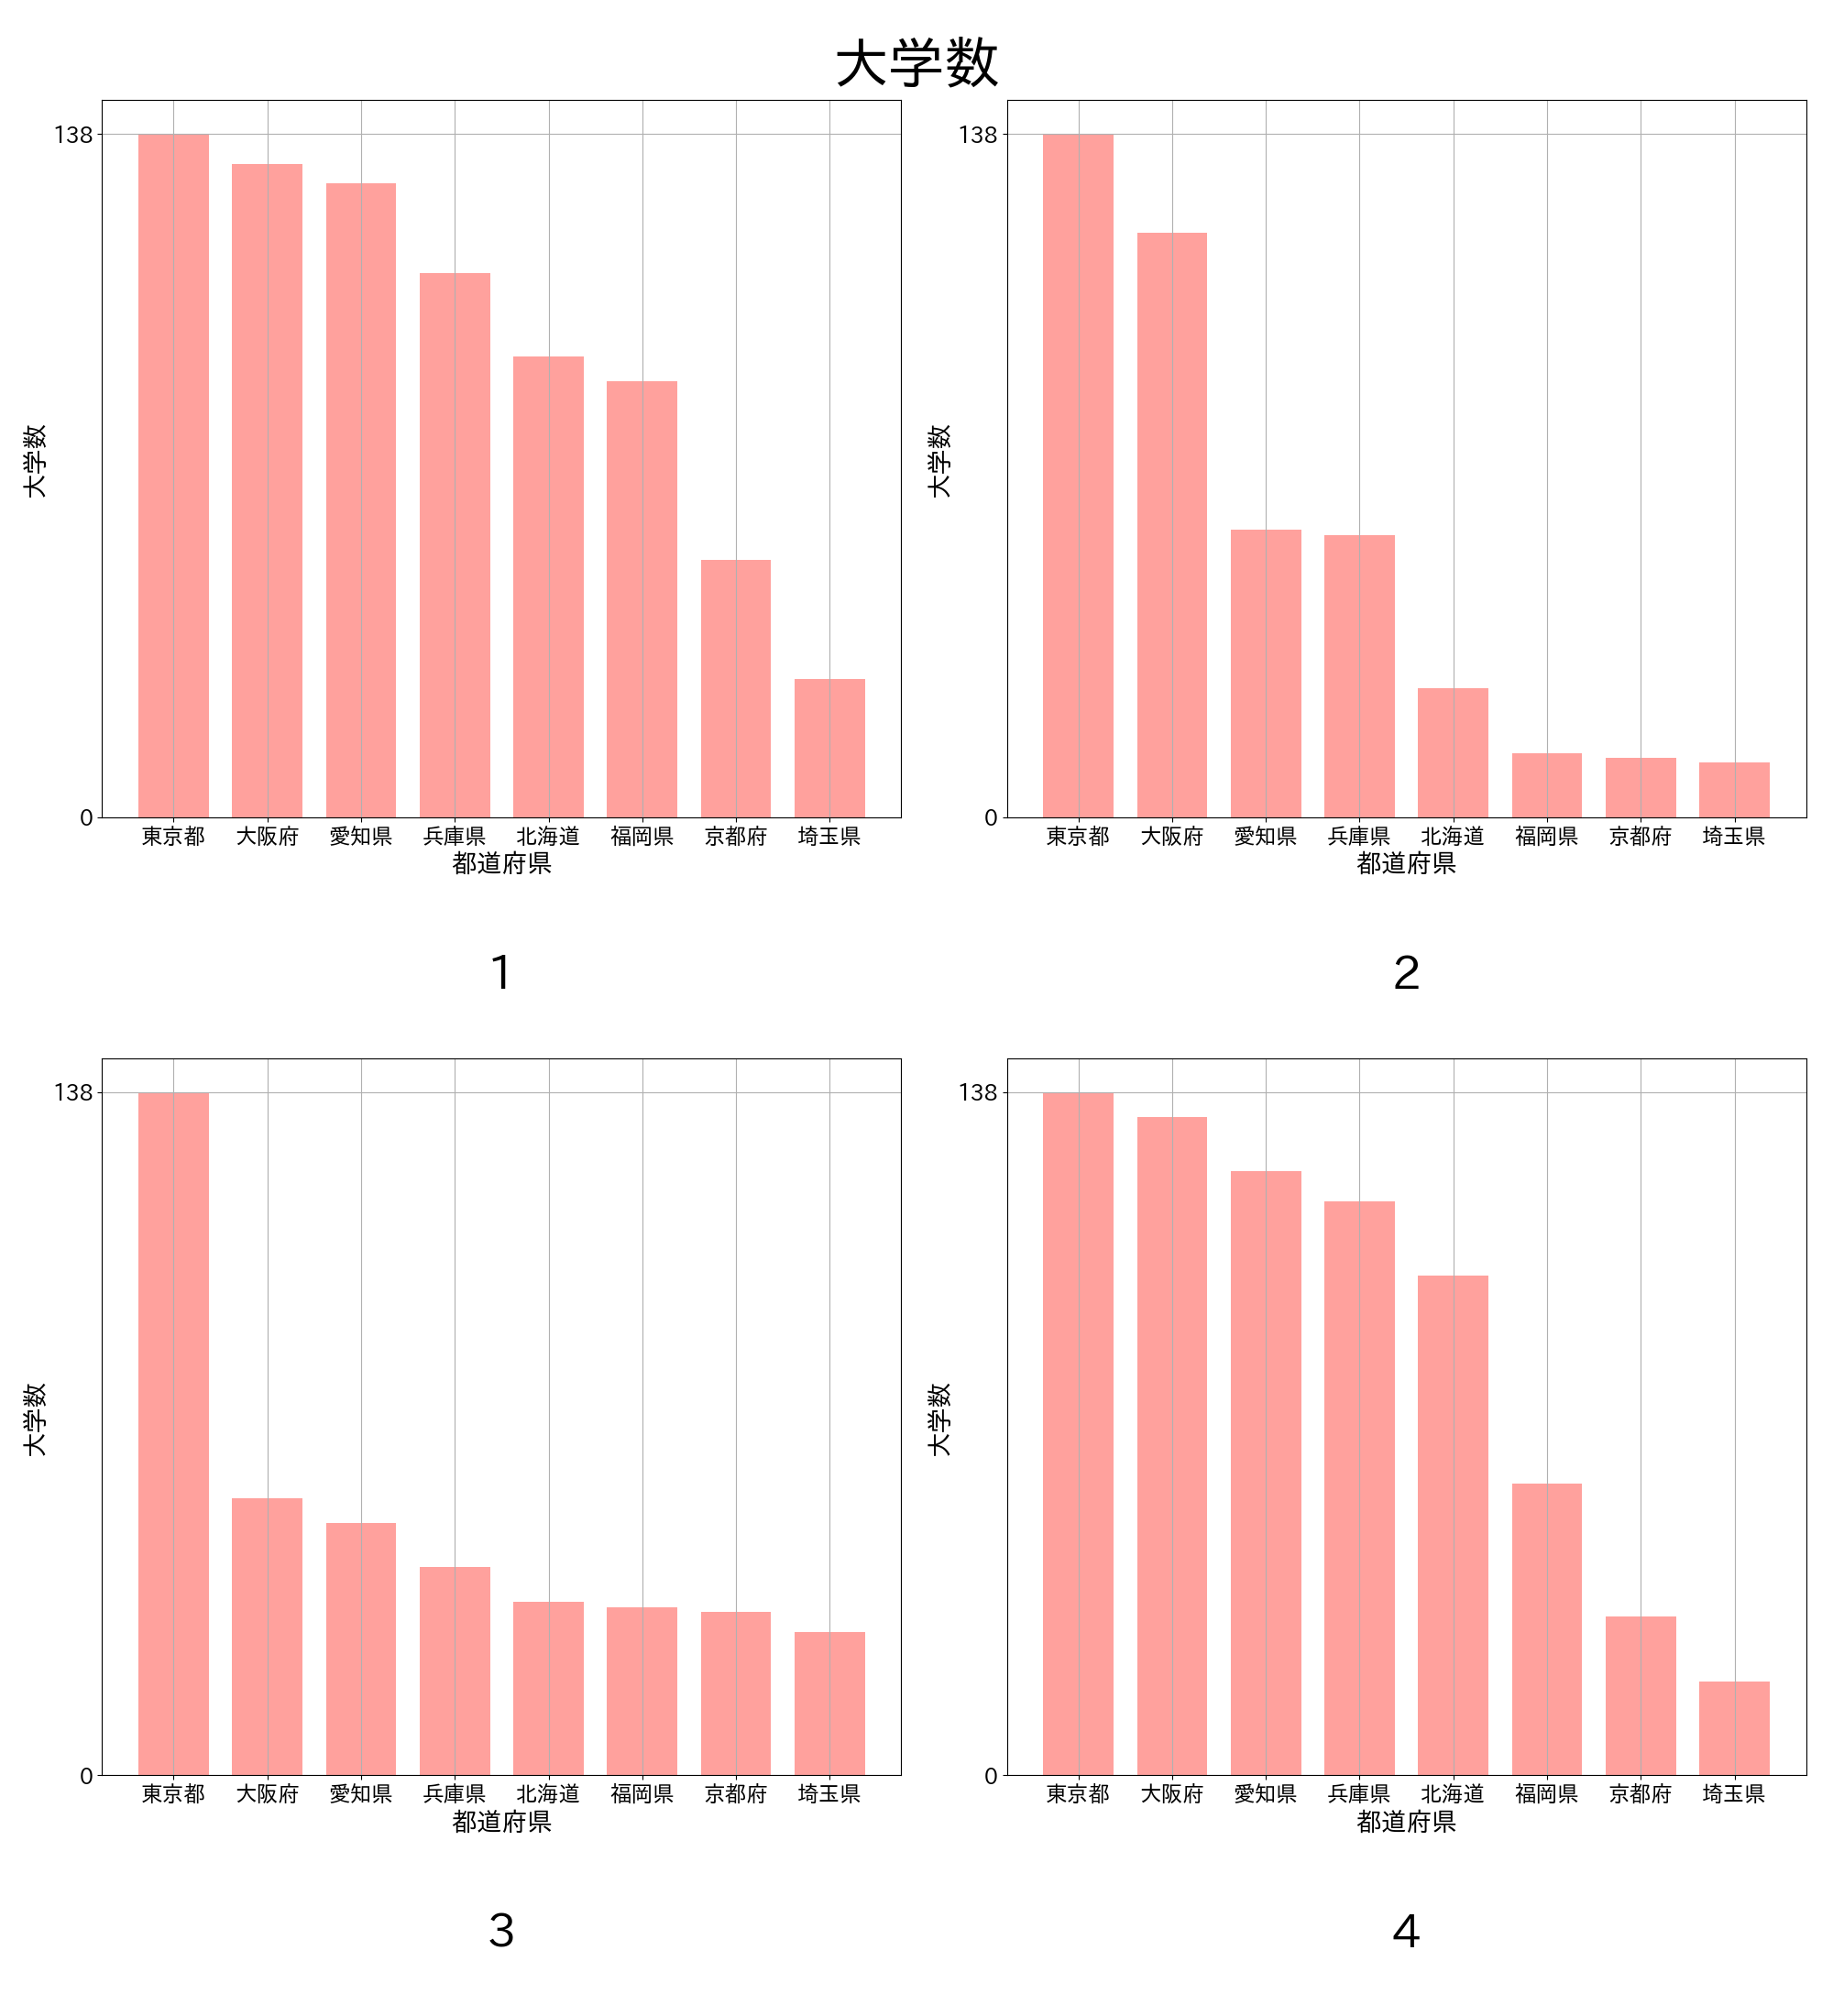 大学数
138
0
大学数
東京都 大阪府 愛知県 兵庫県 北海道 福岡県 京都府 埼玉県
都道府県
1
138
0
大学数
東京都 大阪府 愛知県 兵庫県 北海道 福岡県 京都府 埼玉県
都道府県
2
138
0
大学数
東京都 大阪府 愛知県 兵庫県 北海道 福岡県 京都府 埼玉県
都道府県
3
138
0
大学数
東京都 大阪府 愛知県 兵庫県 北海道 福岡県 京都府 埼玉県
都道府県
4